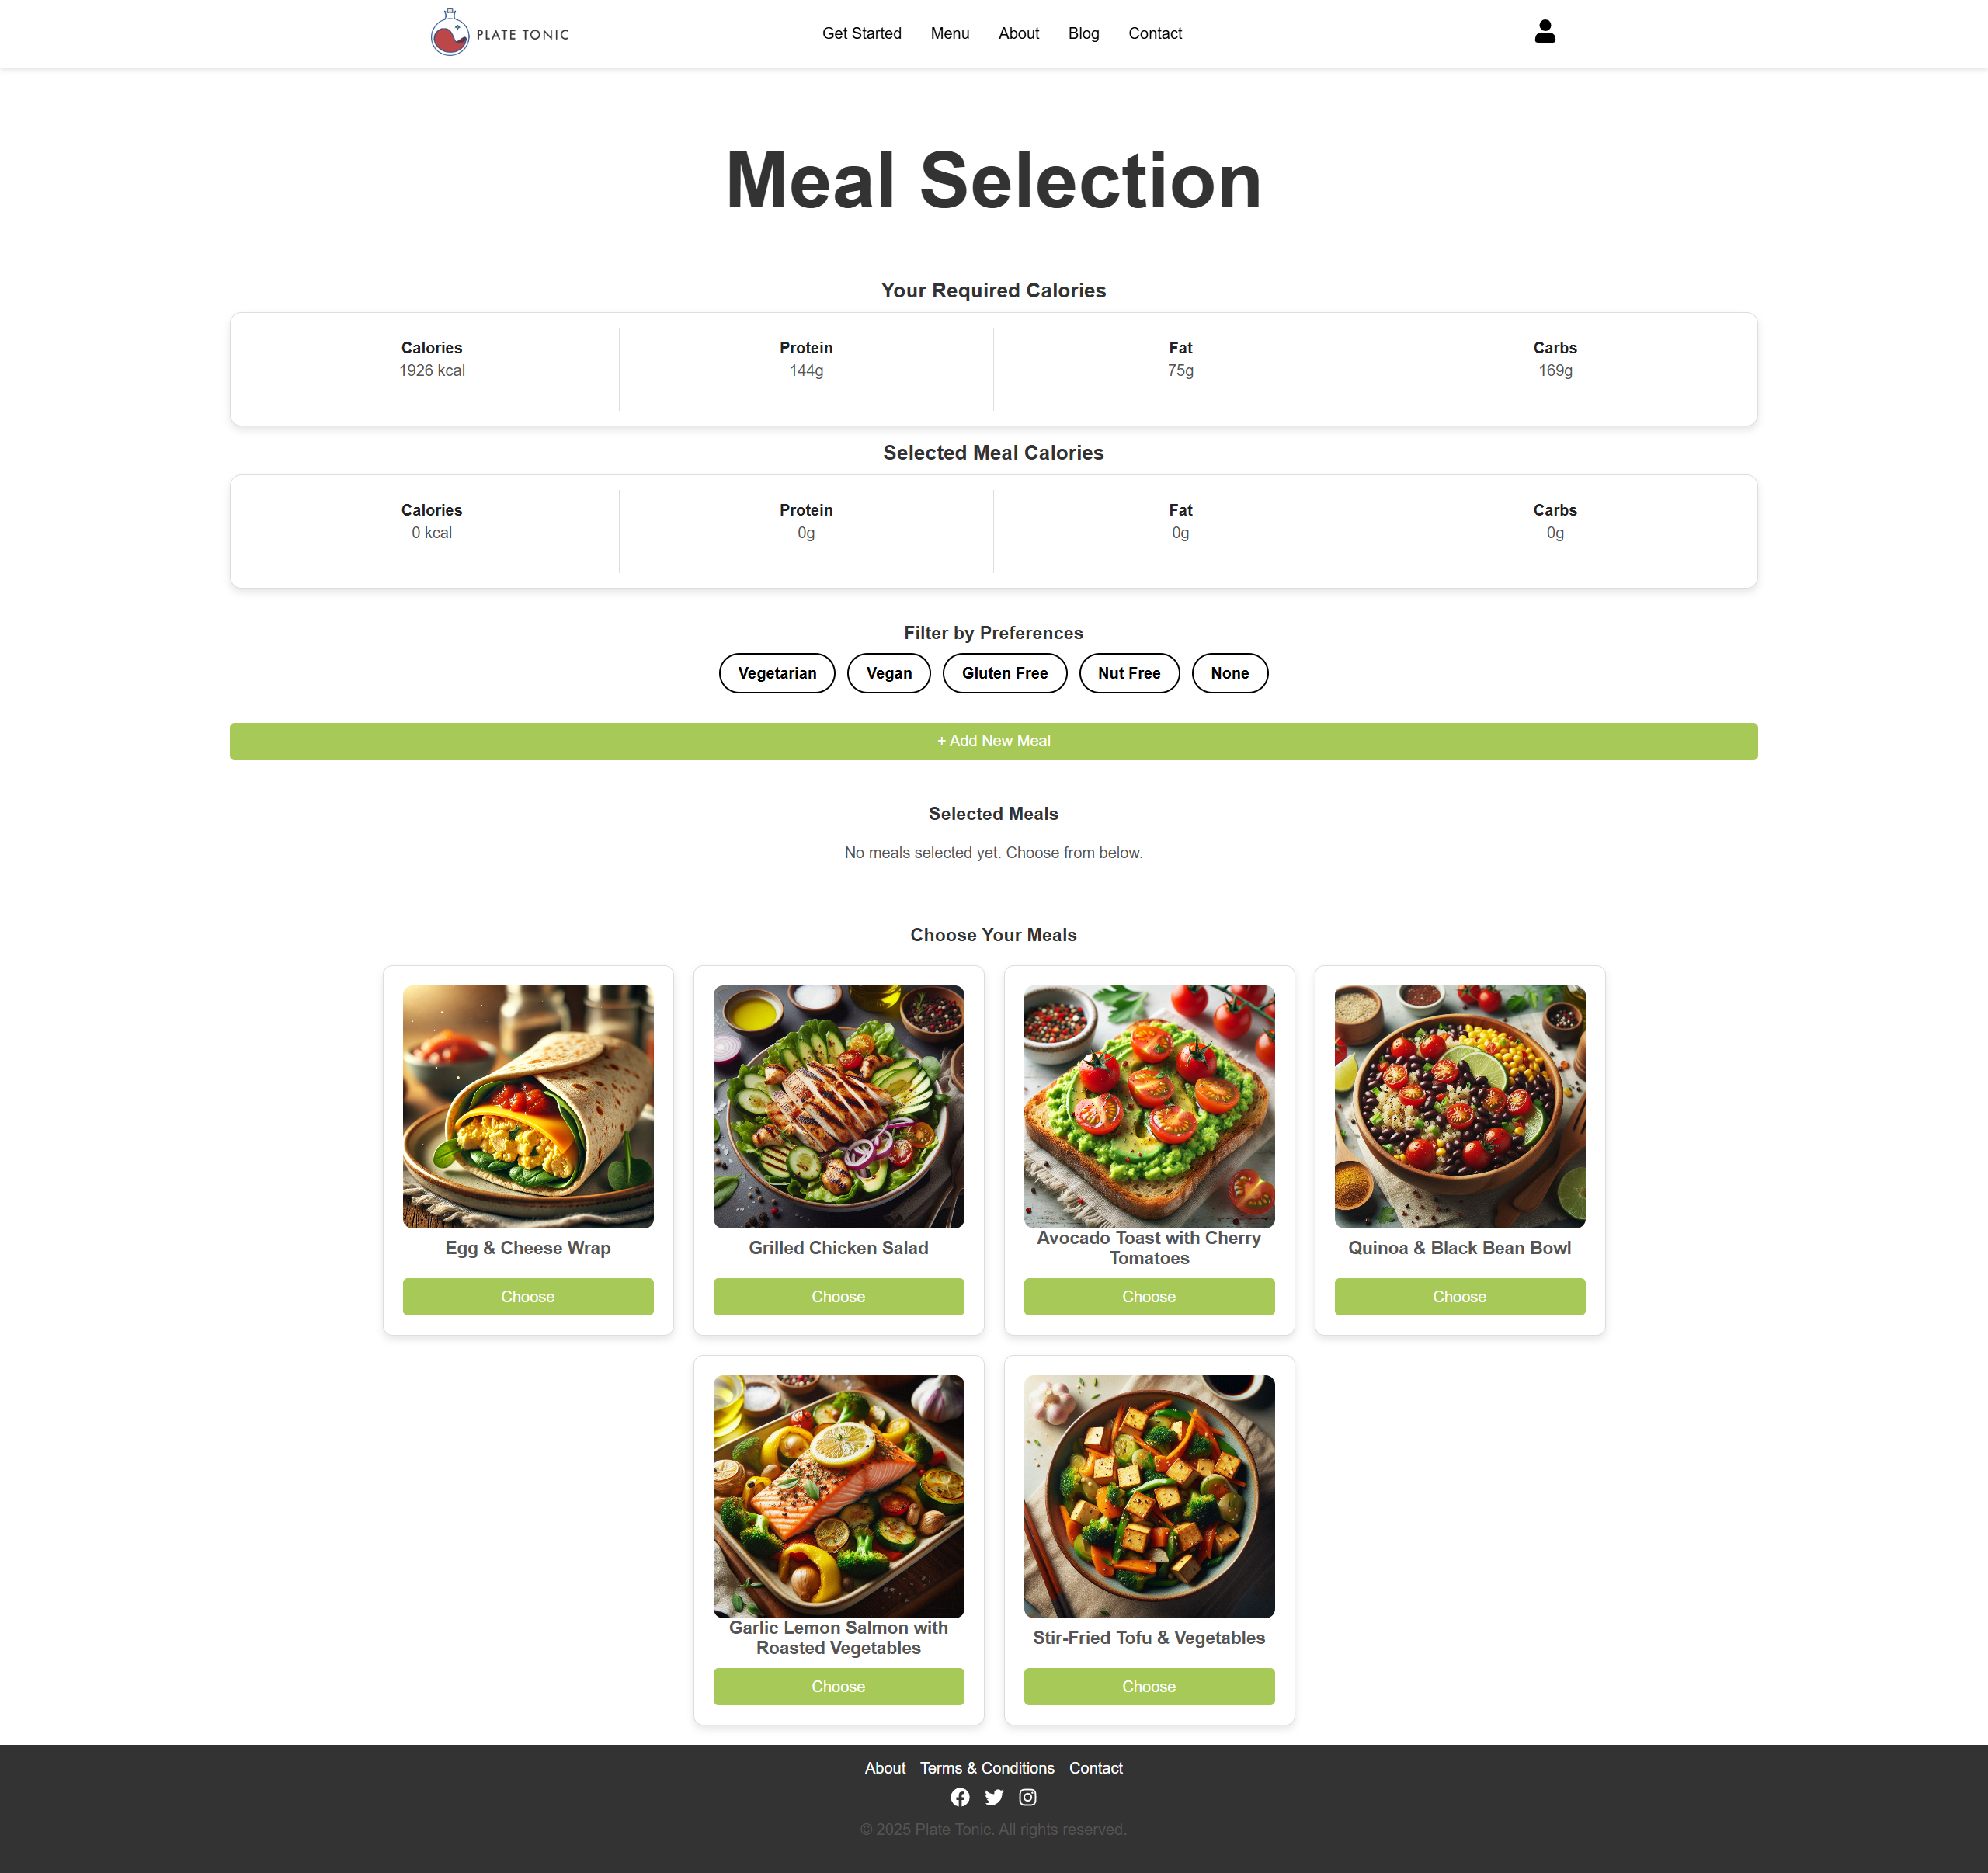 PLATE TONIC
Get Started Menu About Blog Contact
Meal Selection
Your Required Calories
Calories Protein Fat Carbs
1926 kcal 144g 75g 169g
Selected Meal Calories
Calories Protein Fat Carbs
0 kcal 0g 0g 0g
Filter by Preferences
Vegetarian Vegan Gluten Free Nut Free None
+ Add New Meal
Selected Meals
No meals selected yet. Choose from below.
Choose Your Meals
Egg & Cheese Wrap
Choose
Grilled Chicken Salad
Choose
Avocado Toast with Cherry
Tomatoes
Choose
Quinoa & Black Bean Bowl
Choose
Garlic Lemon Salmon with
Roasted Vegetables
Choose
Stir-Fried Tofu & Vegetables
Choose
About Terms & Conditions Contact
© 2025 Plate Tonic. All rights reserved.